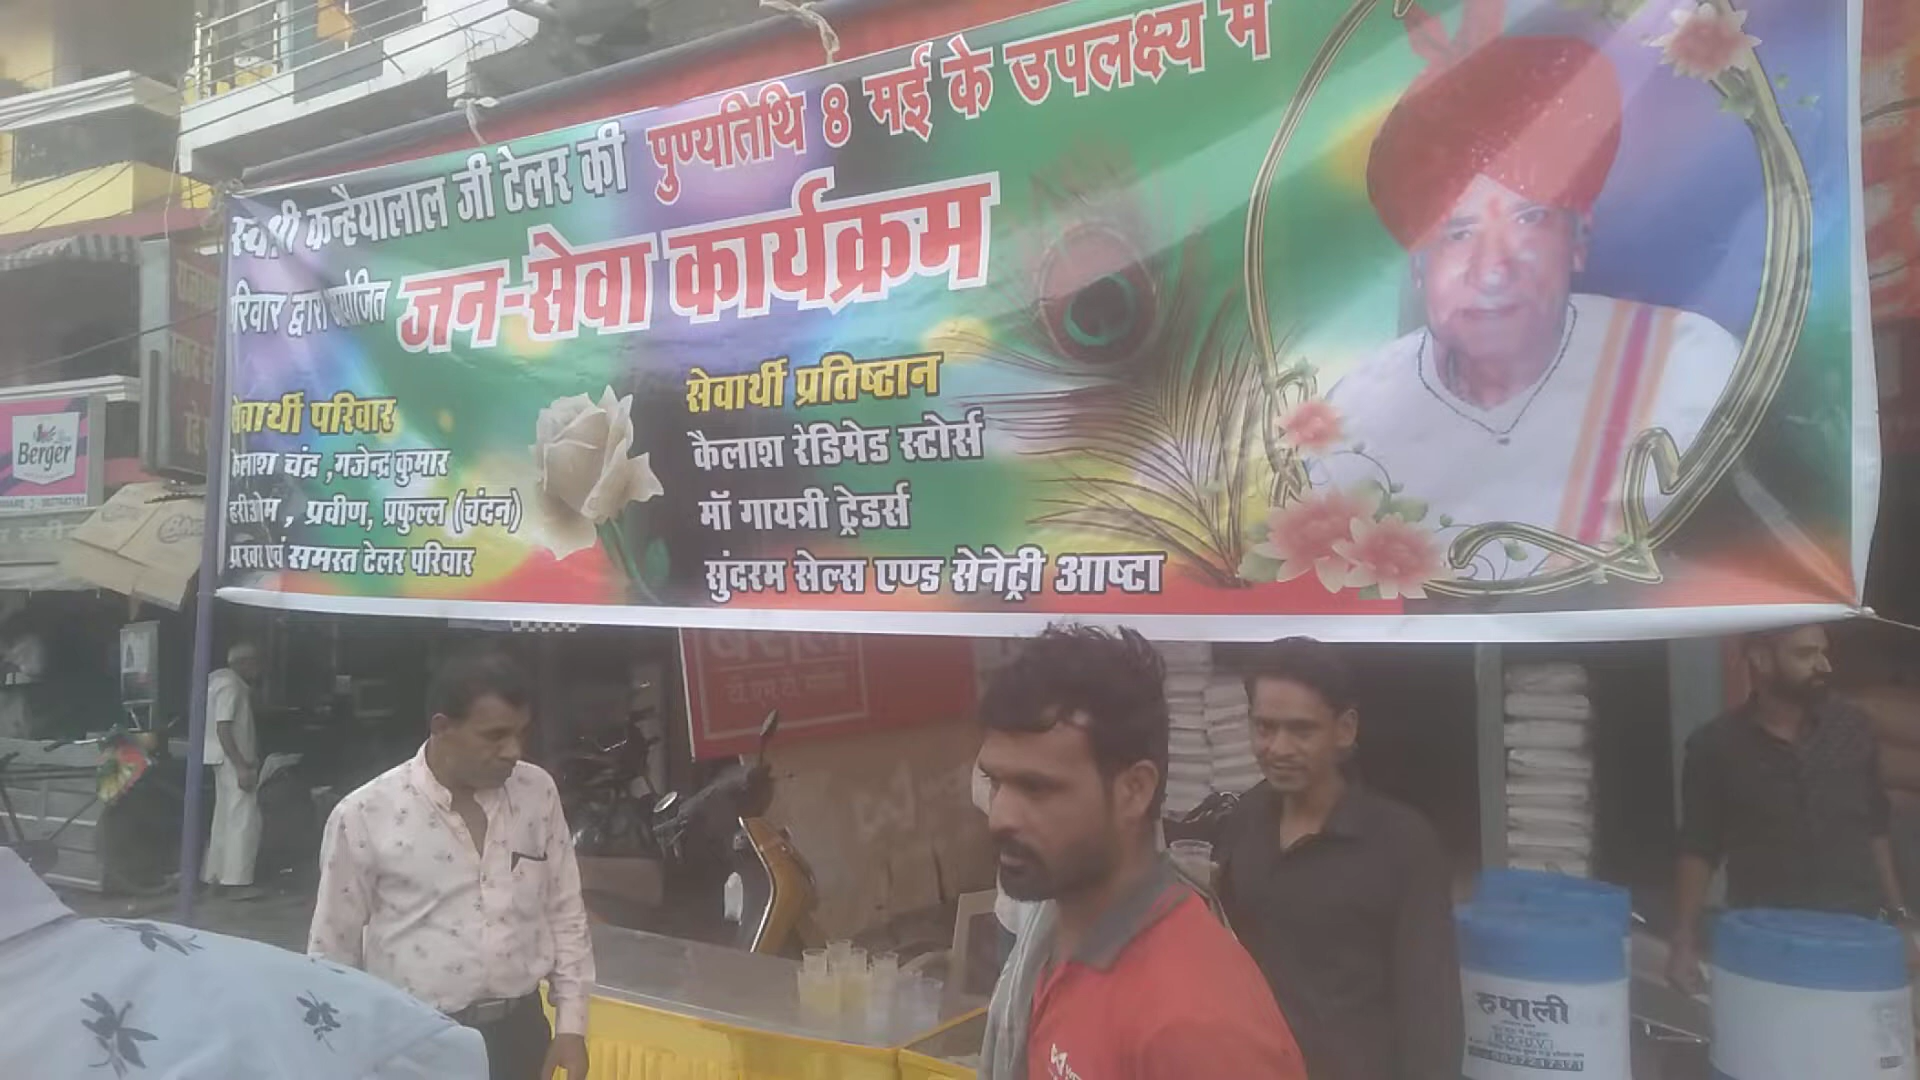 स्व.श्री कन्हैयालाल जी टेलर की पुण्यतिथि 8 मई के उपलक्ष्य में
रिवार द्वारा आयोजित जन-सेवा कार्यक्रम
सेवार्थी परिवार
कैलाश चंद्र ,गजेन्द्र कुमार
हरीओम , प्रवीण, प्रफुल्ल (चंदन)
एवं समस्त टेलर परिवार
सेवार्थी प्रतिष्ठान
कैलाश रेडिमेड स्टोर्स
मॉ गायत्री ट्रेडर्स
सुंदरम सेल्स एण्ड सेनेट्री आष्टा
Berger
रुपाली